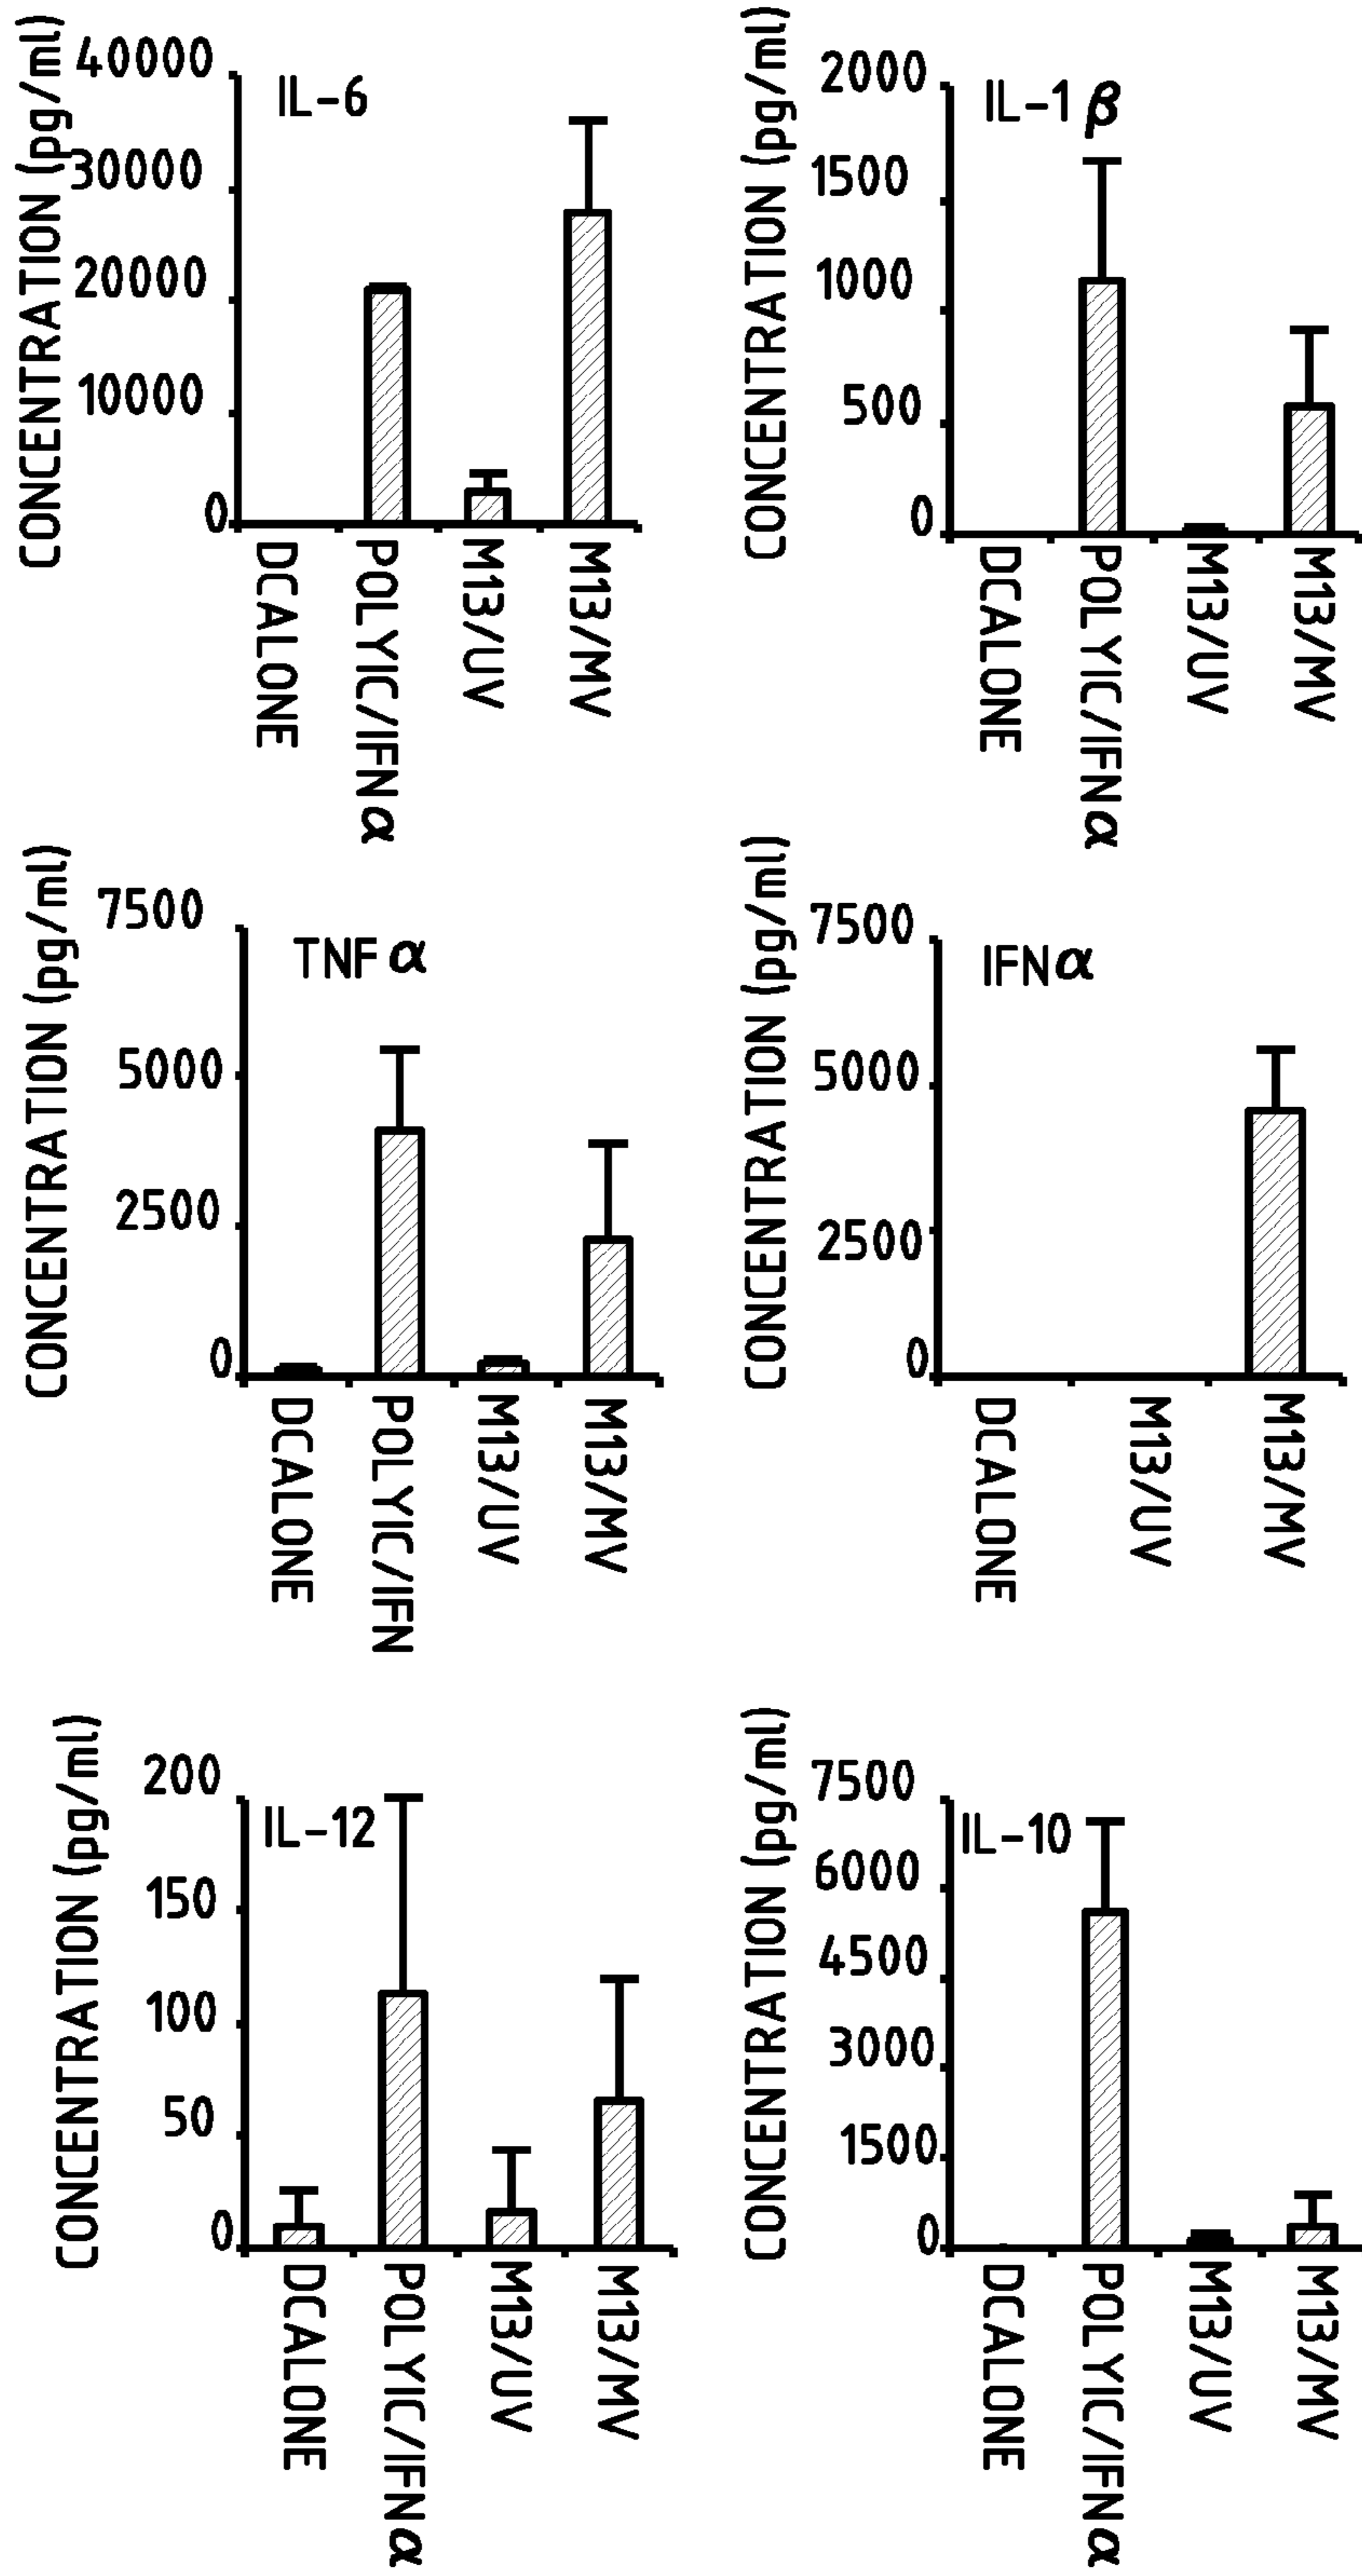 CONCENTRATION (pg/ml)
40000
30000
20000
10000
0
IL-6
DCALONE
POLYIC/IFNα
M13/UV
M13/MV
CONCENTRATION (pg/ml)
2000
1500
1000
500
0
IL-1 β
DCALONE
POLYIC/IFNα
M13/UV
M13/MV
CONCENTRATION (pg/ml)
7500
5000
2500
0
TNF α
DCALONE
POLYIC/IFN
M13/UV
M13/MV
CONCENTRATION (pg/ml)
7500
5000
2500
0
IFNα
DCALONE
M13/UV
M13/MV
CONCENTRATION (pg/ml)
200
150
100
50
0
IL-12
DCALONE
POLYIC/IFNα
M13/UV
M13/MV
CONCENTRATION (pg/ml)
7500
6000
4500
3000
1500
0
IL-10
DCALONE
POLYIC/IFNα
M13/UV
M13/MV